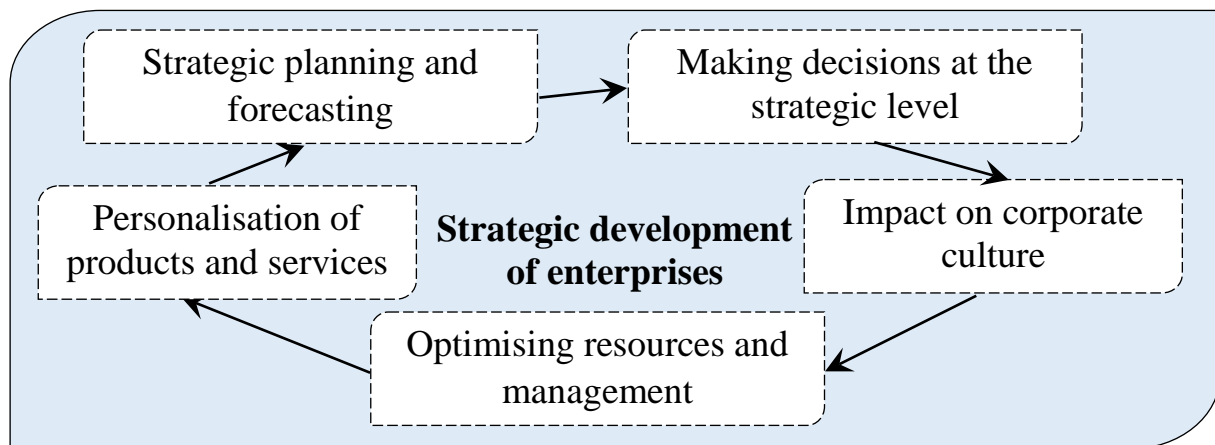 Strategic planning and
forecasting
Making decisions at the
strategic level
Impact on corporate
culture
Optimising resources and
management
Personalisation of
products and services
Strategic development
of enterprises